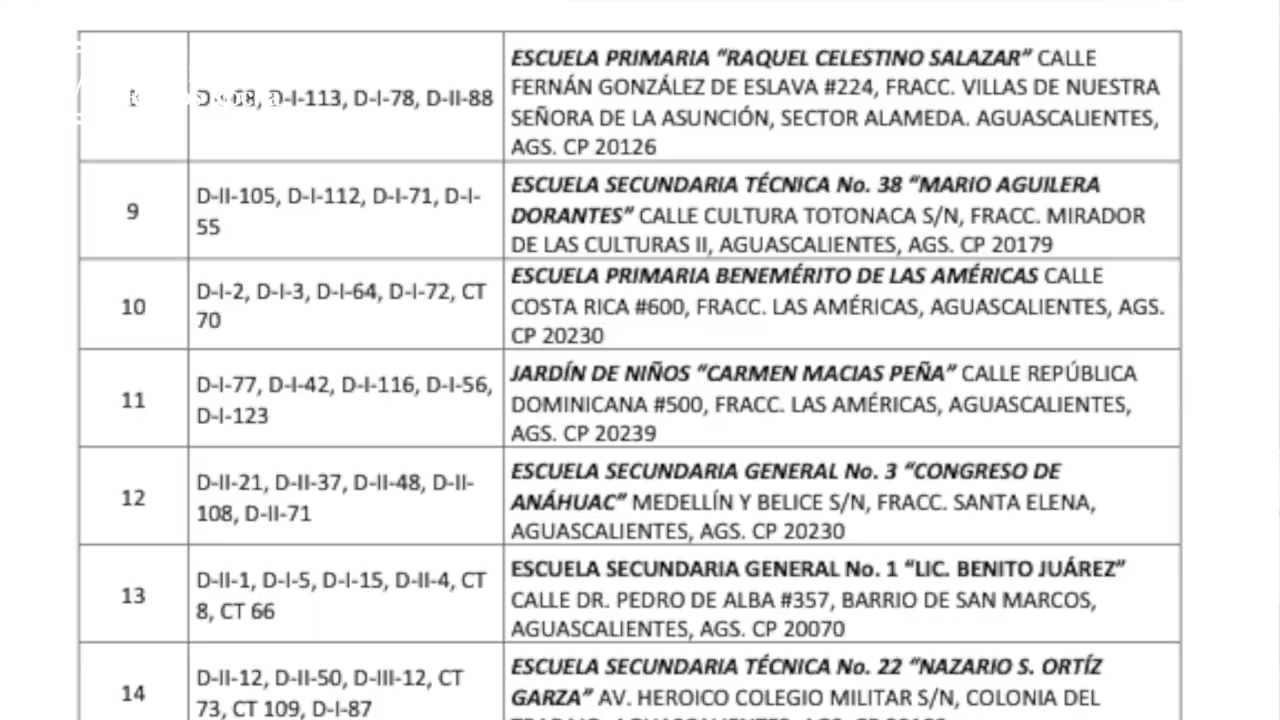 D-I-113, D-I-78, D-II-88
ESCUELA PRIMARIA “RAQUEL CELESTINO SALAZAR” CALLE
FERNÁN GONZÁLEZ DE ESLAVA #224, FRACC. VILLAS DE NUESTRA
SEÑORA DE LA ASUNCIÓN, SECTOR ALAMEDA. AGUASCALIENTES,
AGS. CP 20126
9
D-II-105, D-I-112, D-I-71, D-I-
55
ESCUELA SECUNDARIA TÉCNICA No. 38 “MARIO AGUILERA
DORANTES” CALLE CULTURA TOTONACA S/N, FRACC. MIRADOR
DE LAS CULTURAS II, AGUASCALIENTES, AGS. CP 20179
10
D-I-2, D-I-3, D-I-64, D-I-72, CT
70
ESCUELA PRIMARIA BENEMÉRITO DE LAS AMÉRICAS CALLE
COSTA RICA #600, FRACC. LAS AMÉRICAS, AGUASCALIENTES, AGS.
CP 20230
11
D-I-77, D-I-42, D-I-116, D-I-56,
D-I-123
JARDÍN DE NIÑOS “CARMEN MACIAS PEÑA” CALLE REPÚBLICA
DOMINICANA #500, FRACC. LAS AMÉRICAS, AGUASCALIENTES,
AGS. CP 20239
12
D-II-21, D-II-37, D-II-48, D-II-
108, D-II-71
ESCUELA SECUNDARIA GENERAL No. 3 “CONGRESO DE
ANÁHUAC” MEDELLÍN Y BELICE S/N, FRACC. SANTA ELENA,
AGUASCALIENTES, AGS. CP 20230
13
D-II-1, D-I-5, D-I-15, D-II-4, CT
8, CT 66
ESCUELA SECUNDARIA GENERAL No. 1 “LIC. BENITO JUÁREZ”
CALLE DR. PEDRO DE ALBA #357, BARRIO DE SAN MARCOS,
AGUASCALIENTES, AGS. CP 20070
14
D-II-12, D-II-50, D-III-12, CT
73, CT 109, D-I-87
ESCUELA SECUNDARIA TÉCNICA No. 22 “NAZARIO S. ORTÍZ
GARZA” AV. HEROICO COLEGIO MILITAR S/N, COLONIA DEL